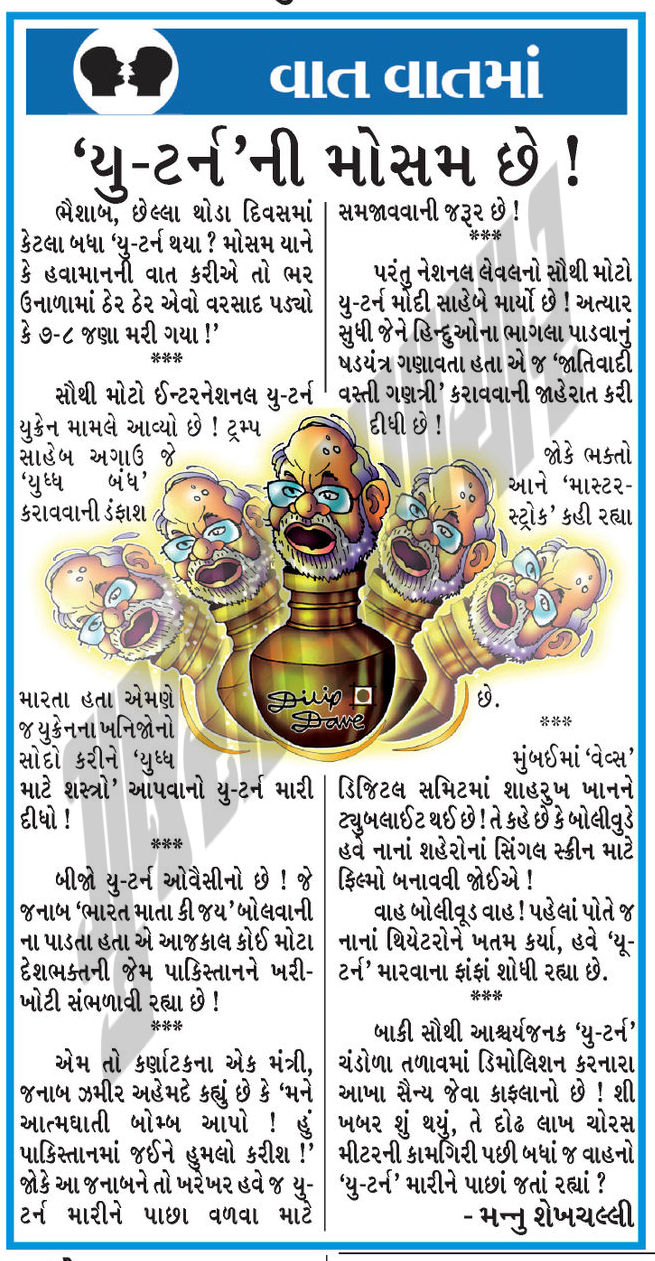 વાત વાતમાં
‘યુ-ટર્ન’ની મોસમ છે !
ભૈશાબ, છેલ્લા થોડા દિવસમાં
કેટલા બધા ‘યુ-ટર્ન થયા ? મોસમ યાને
કે હવામાનની વાત કરીએ તો ભર
ઉનાળામાં ઠેર ઠેર એવો વરસાદ પડ્યો
કે ૭-૮ જણા મરી ગયા !’
***
સૌથી મોટો ઈન્ટરનેશનલ યુ-ટર્ન
યુક્રેન મામલે આવ્યો છે ! ટ્રમ્પ
સાહેબ અગાઉ જે
‘યુધ્ધ બંધ’
કરાવવાની ડંફાશ
મારતા હતા એમણે
જ યુક્રેનના ખનિજોનો
સોદો કરીને ‘યુધ્ધ
માટે શસ્ત્રો’ આપવાનો યુ-ટર્ન મારી
દીધો !
***
બીજો યુ-ટર્ન ઓવૈસીનો છે ! જે
જનાબ ‘ભારત માતા કી જય’ બોલવાની
ના પાડતા હતા એ આજકાલ કોઈ મોટા
દેશભક્તની જેમ પાકિસ્તાનને ખરી-
ખોટી સંભળાવી રહ્યા છે !
***
એમ તો કર્ણાટકના એક મંત્રી,
જનાબ ઝમીર અહેમદે કહ્યું છે કે ‘મને
આત્મઘાતી બોમ્બ આપો ! હું
પાકિસ્તાનમાં જઈને હુમલો કરીશ !’
જોકે આ જનાબને તો ખરેખર હવે જ યુ-
ટર્ન મારીને પાછા વળવા માટે
સમજાવવાની જરૂર છે !
***
પરંતુ નેશનલ લેવલનો સૌથી મોટો
યુ-ટર્ન મોદી સાહેબે માર્યો છે ! અત્યાર
સુધી જેને હિન્દુઓના ભાગલા પાડવાનું
ષડયંત્ર ગણાવતા હતા એ જ ‘જાતિવાદી
વસ્તી ગણત્રી’ કરાવવાની જાહેરાત કરી
દીધી છે !
જોકે ભક્તો
આને ‘માસ્ટર-
સ્ટ્રોક’ કહી રહ્યા
છે.
***
મુંબઈમાં ‘વેવ્સ’
ડિજિટલ સમિટમાં શાહરુખ ખાનને
ટ્યુબલાઈટ થઈ છે ! તે કહે છે કે બોલીવુડે
હવે નાનાં શહેરોનાં સિંગલ સ્ક્રીન માટે
ફિલ્મો બનાવવી જોઈએ !
વાહ બોલીવૂડ વાહ ! પહેલાં પોતે જ
નાનાં થિયેટરોને ખતમ કર્યા, હવે ‘યૂ-
ટર્ન’ મારવાના ફાંફાં શોધી રહ્યા છે.
***
બાકી સૌથી આશ્ચર્યજનક ‘યુ-ટર્ન’
ચંડોળા તળાવમાં ડિમોલિશન કરનારા
આખા સૈન્ય જેવા કાફલાનો છે ! શી
ખબર શું થયું, તે દોઢ લાખ ચોરસ
મીટરની કામગિરી પછી બધાં જ વાહનો
‘યુ-ટર્ન’ મારીને પાછાં જતાં રહ્યાં ?
- મન્નુ શેખચલ્લી
Dilip
Dave